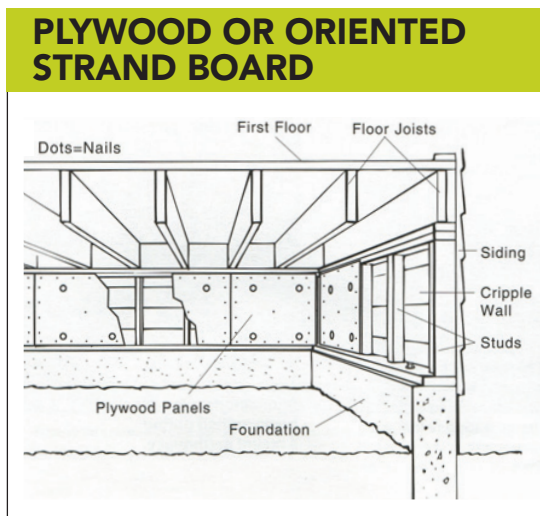 PLYWOOD OR ORIENTED
STRAND BOARD
First Floor
Floor Joists
Dots=Nails
Siding
Cripple
Wall
Studs
Plywood Panels
Foundation